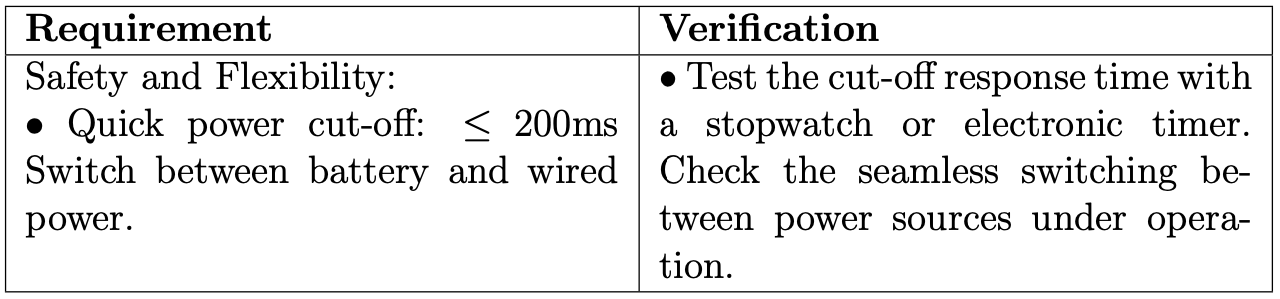 Requirement
Safety and Flexibility:
• Quick power cut-off: ≤ 200ms
Switch between battery and wired
power.
Verification
• Test the cut-off response time with
a stopwatch or electronic timer.
Check the seamless switching be-
tween power sources under opera-
tion.